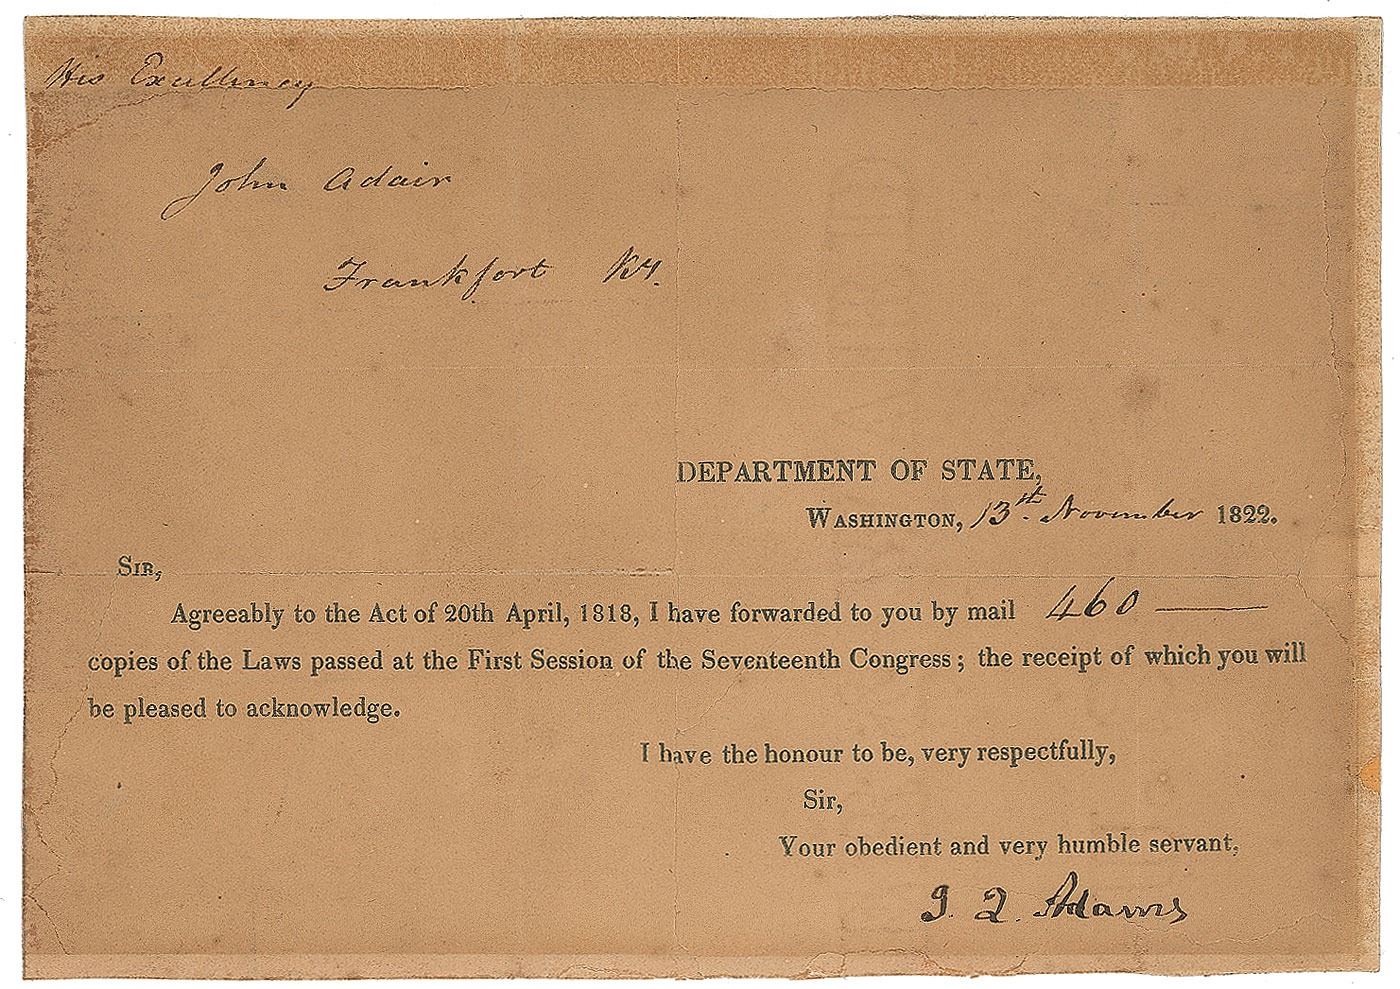 His Excellency
John Adair
Frankfort Ky.
DEPARTMENT OF STATE,
WASHINGTON, 13st. November 1822.
SIR,
Agreeably to the Act of 20th April, 1818, I have forwarded to you by mail 460 ———
copies of the Laws passed at the First Session of the Seventeenth Congress; the receipt of which you will
be pleased to acknowledge.
I have the honour to be, very respectfully,
Sir,
Your obedient and very humble servant,
J. Q. Adams